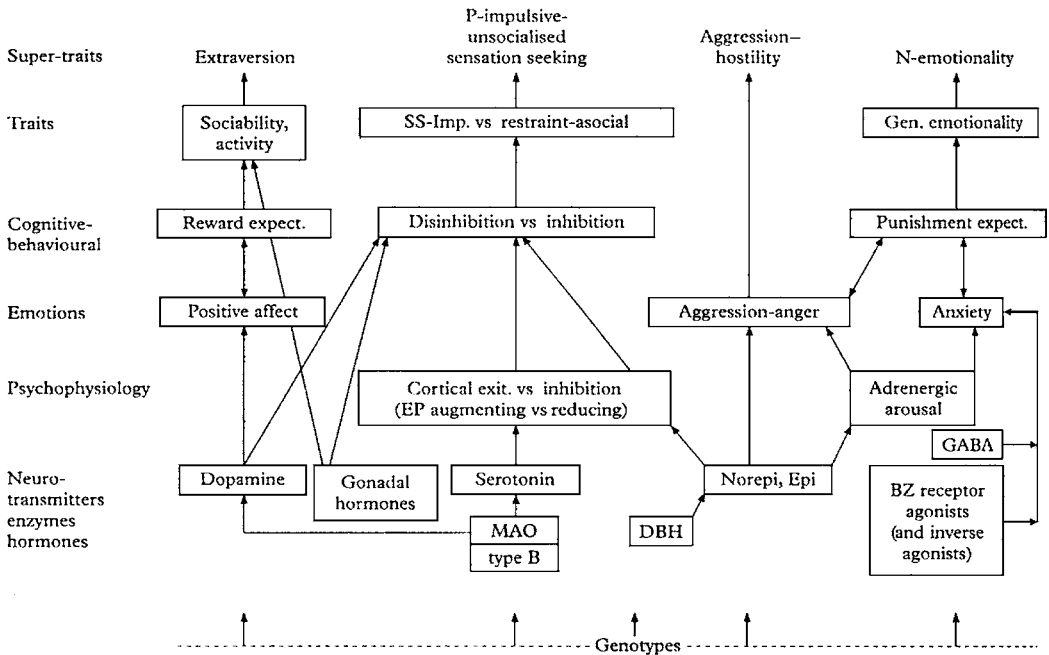 P-impulsive-
unsocialised
sensation seeking
Super-traits
Extraversion
Aggression–
hostility
N-emotionality
Traits
Sociability,
activity
SS-Imp. vs restraint-asocial
Gen. emotionality
Cognitive-
behavioural
Reward expect.
Disinhibition vs inhibition
Punishment expect.
Emotions
Positive affect
Aggression-anger
Anxiety
Psychophysiology
Cortical exit. vs inhibition
(EP augmenting vs reducing)
Adrenergic
arousal
GABA
Neuro-
transmitters
enzymes
hormones
Dopamine
Gonadal
hormones
Serotonin
Norepi, Epi
BZ receptor
agonists
(and inverse
agonists)
MAO
type B
DBH
Genotypes